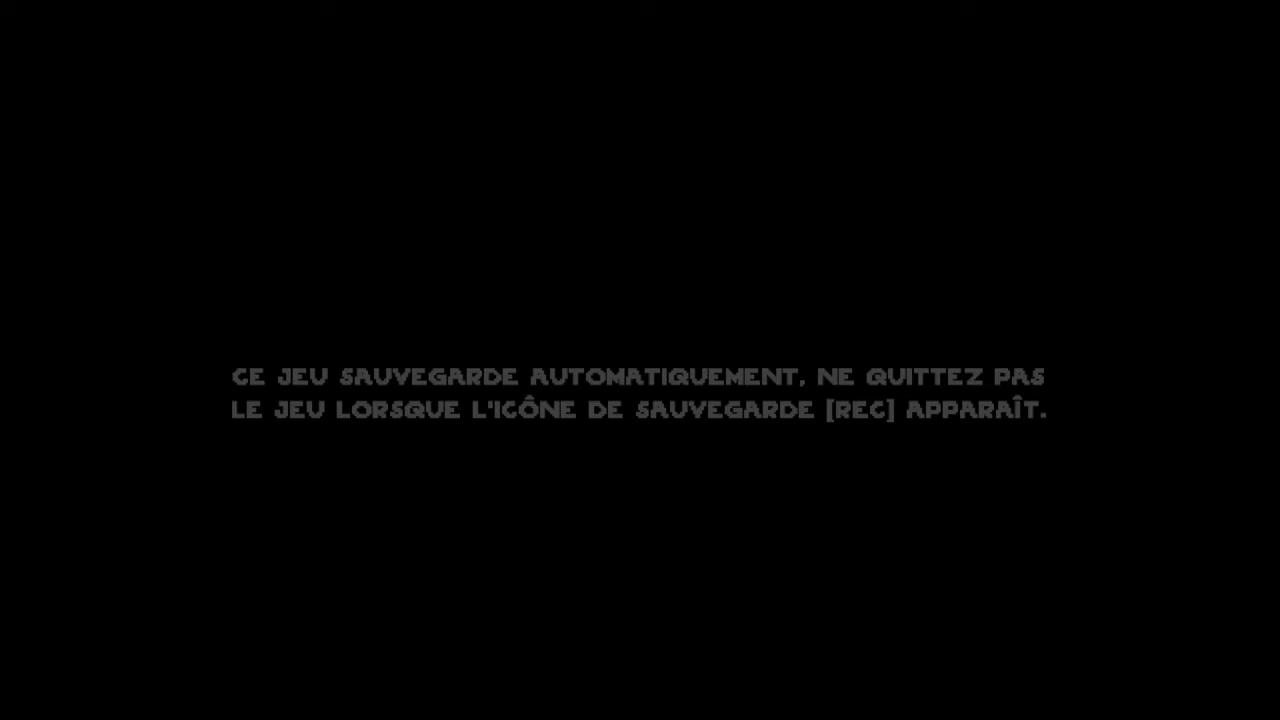 CE JEU SAUVEGARDE AUTOMATIQUEMENT, NE QUITTEZ PAS
LE JEU LORSQUE L'ICÔNE DE SAUVEGARDE [REC] APPARAÎT.